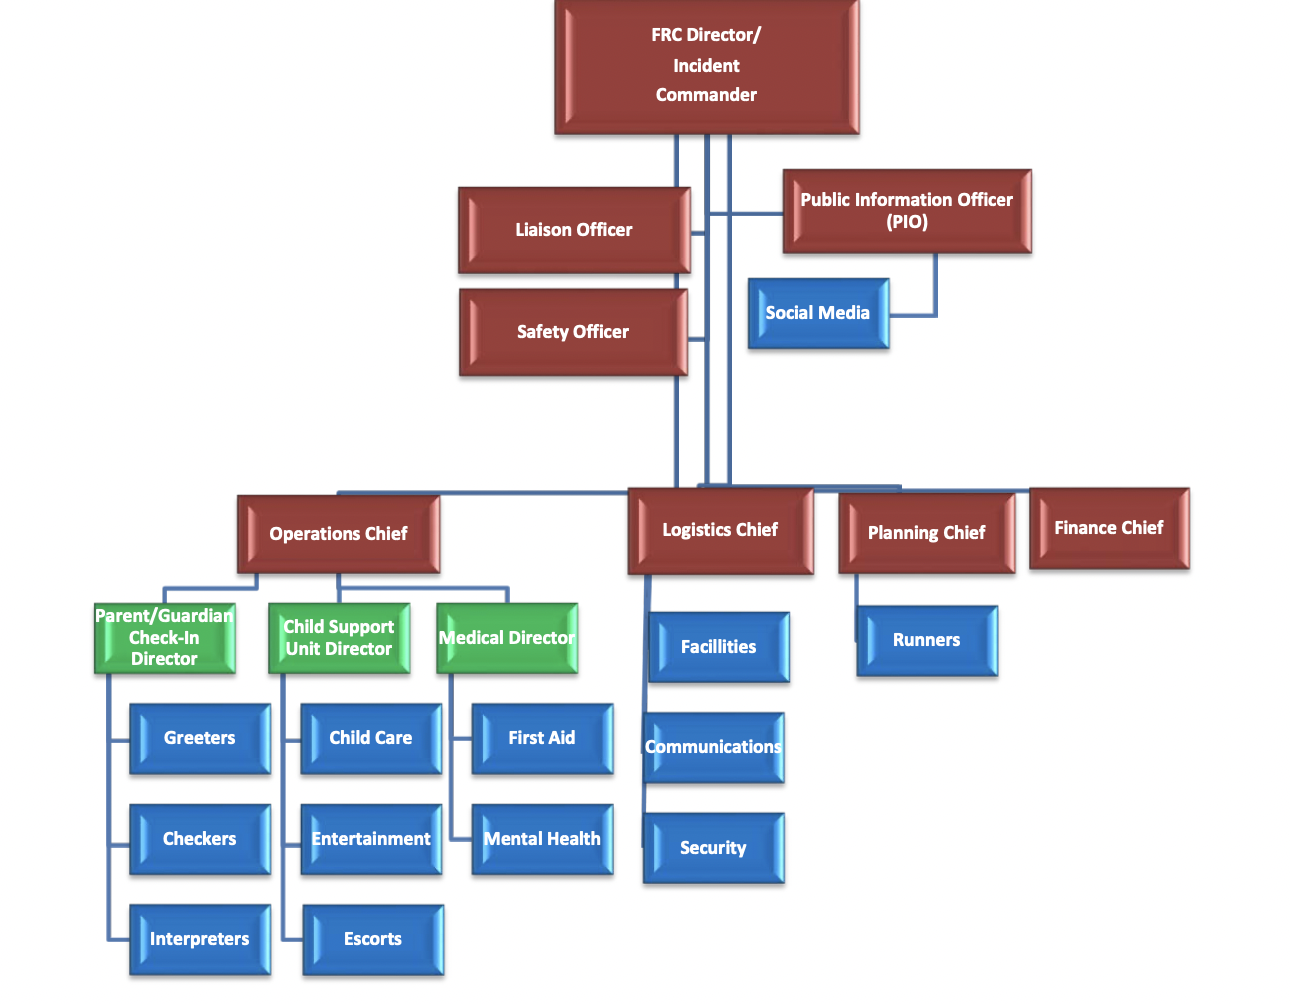 FRC Director/
Incident
Commander
Public Information Officer
(PIO)
Liaison Officer
Social Media
Safety Officer
Operations Chief
Logistics Chief
Planning Chief
Finance Chief
Parent/Guardian
Check-In
Director
Child Support
Unit Director
Medical Director
Facillities
Runners
Greeters
Child Care
First Aid
Communications
Checkers
Entertainment
Mental Health
Security
Interpreters
Escorts